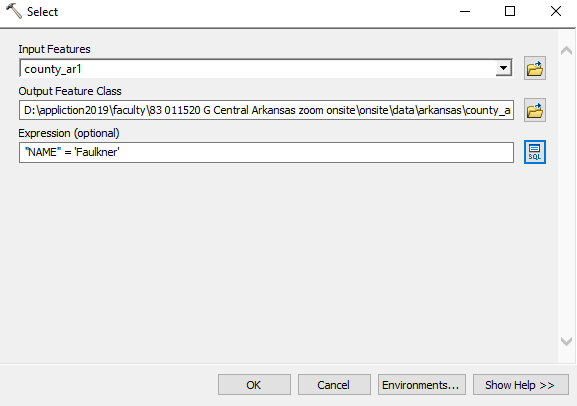 Select
Input Features
county_ar1
Output Feature Class
D:\appliction2019\faculty\83 011520 G Central Arkansas zoom onsite\onsite\data\arkansas\county_a
Expression (optional)
"NAME" = 'Faulkner'
SQL
OK
Cancel
Environments...
Show Help >>